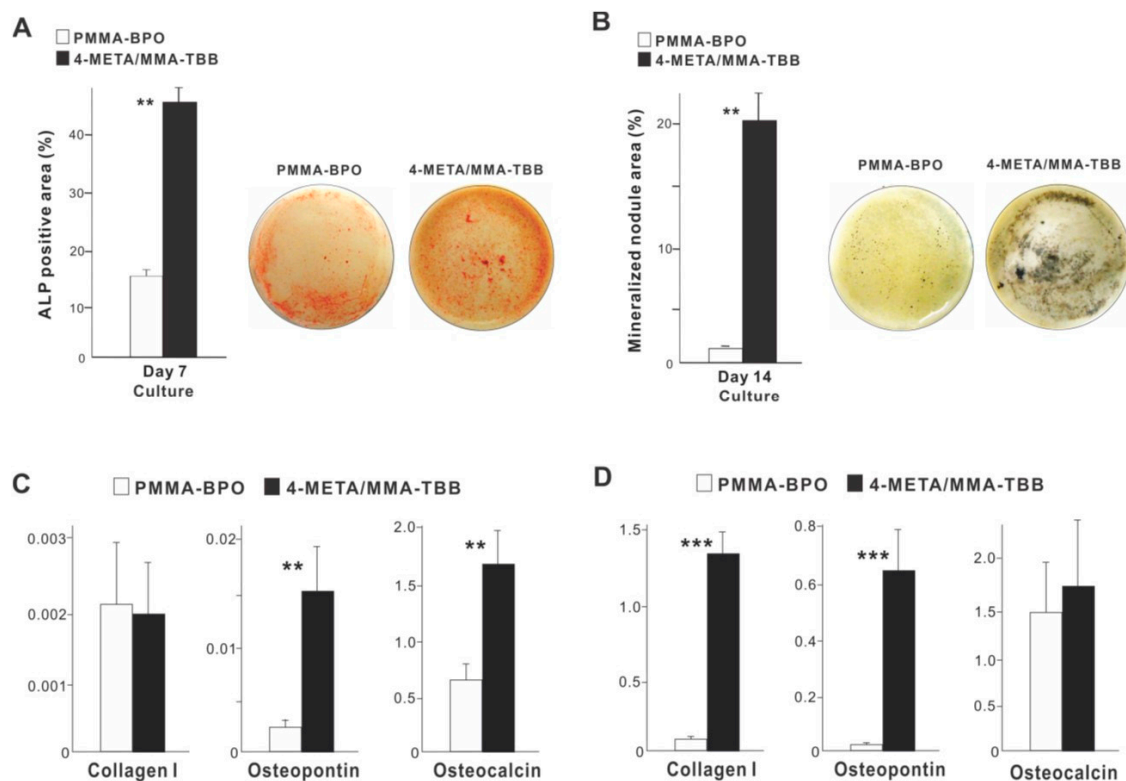 A
PMMA-BPO
4-META/MMA-TBB
ALP positive area (%)
40
30
20
10
0
**
Day 7
Culture
PMMA-BPO
4-META/MMA-TBB
B
PMMA-BPO
4-META/MMA-TBB
Mineralized nodule area (%)
20
10
0
**
Day 14
Culture
PMMA-BPO
4-META/MMA-TBB
C
PMMA-BPO
4-META/MMA-TBB
0.003
0.002
0.001
0
Collagen I
0.02
0.01
0
**
Osteopontin
2.0
1.5
1.0
0.5
0
**
Osteocalcin
D
PMMA-BPO
4-META/MMA-TBB
1.5
1.0
0.5
0
***
Collagen I
0.8
0.6
0.4
0.2
0
***
Osteopontin
2.0
1.5
1.0
0.5
0
Osteocalcin